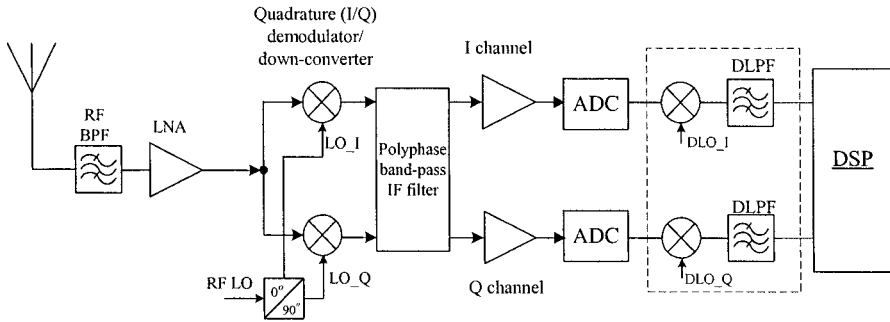 Quadrature (I/Q)
demodulator/
down-converter
I channel
RF
BPF
LNA
LO_I
Polyphase
band-pass
IF filter
ADC
DLO_I
DLPF
DSP
RF LO
0°
90°
LO_Q
Q channel
ADC
DLO_Q
DLPF